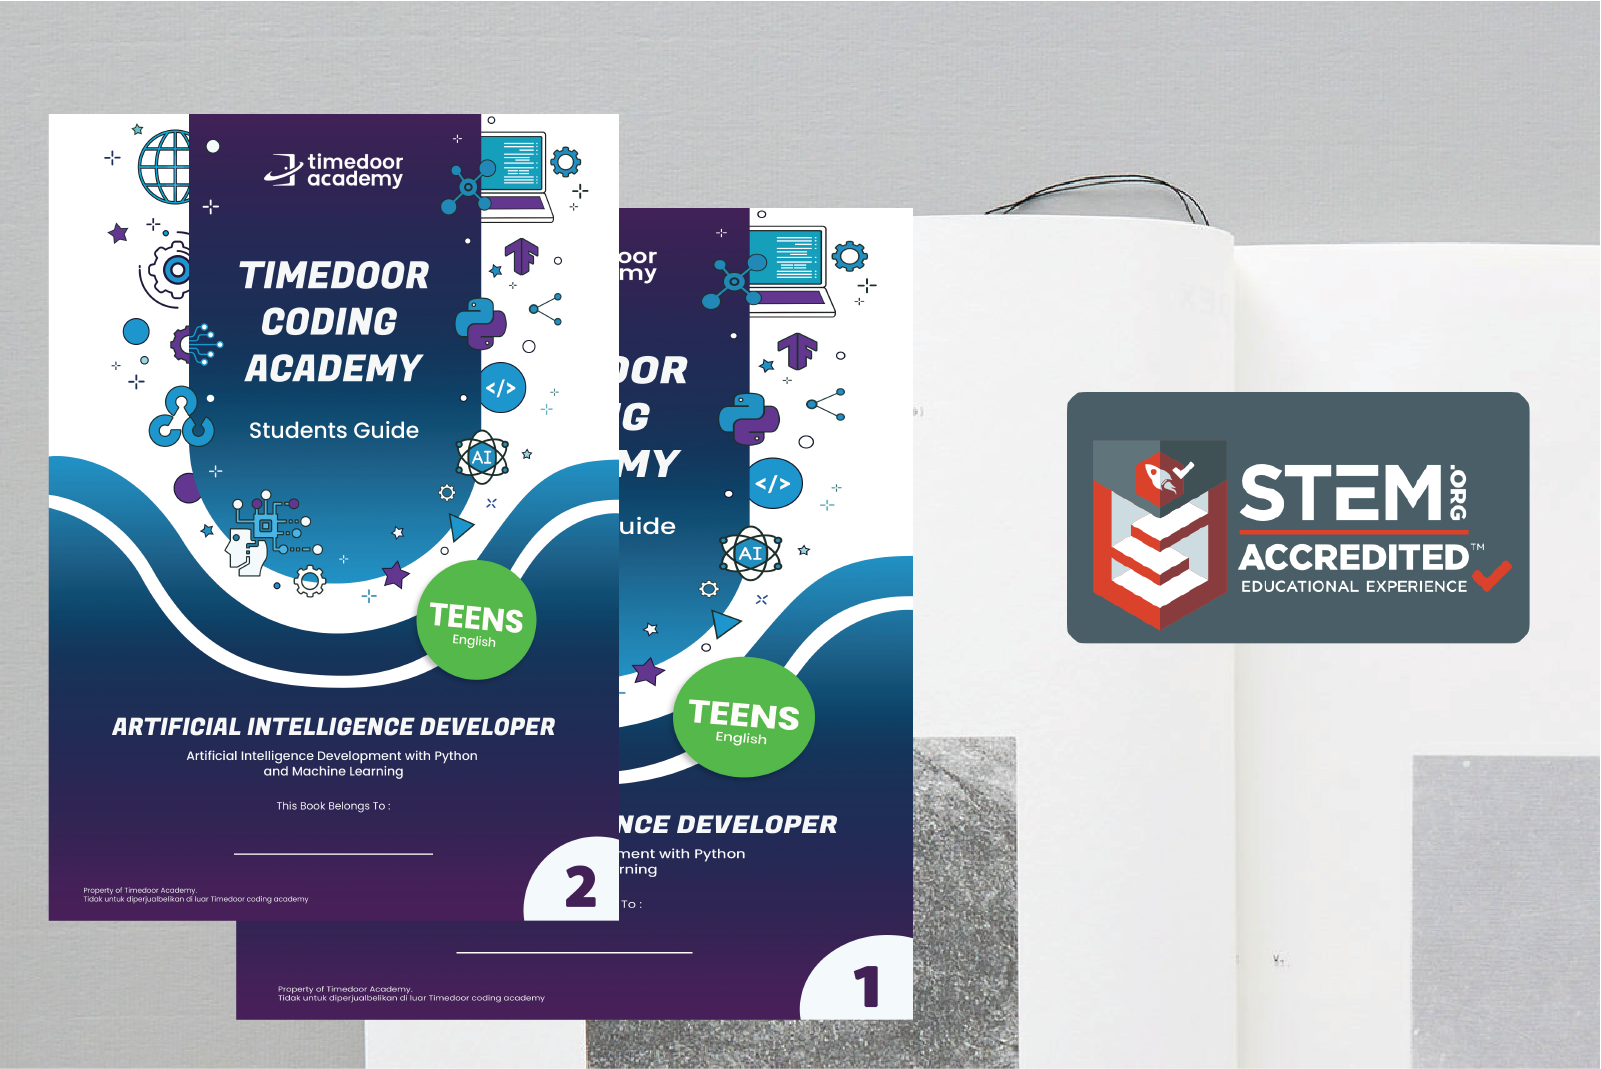 timedoor
academy
TIMEDOOR
CODING
ACADEMY
Students Guide
</>
AI
TEENS
English
ARTIFICIAL INTELLIGENCE DEVELOPER
Artificial Intelligence Development with Python
and Machine Learning
This Book Belongs To :
2
Property of Timedoor Academy.
Tidak untuk diperjualbelikan di luar Timedoor coding academy
oor
my
OOR
G
MY
uide
</>
AI
TEENS
English
NCE DEVELOPER
ment with Python
rning
To :
1
Property of Timedoor Academy.
Tidak untuk diperjualbelikan di luar Timedoor coding academy
STEM.ORG
ACCREDITED™
EDUCATIONAL EXPERIENCE